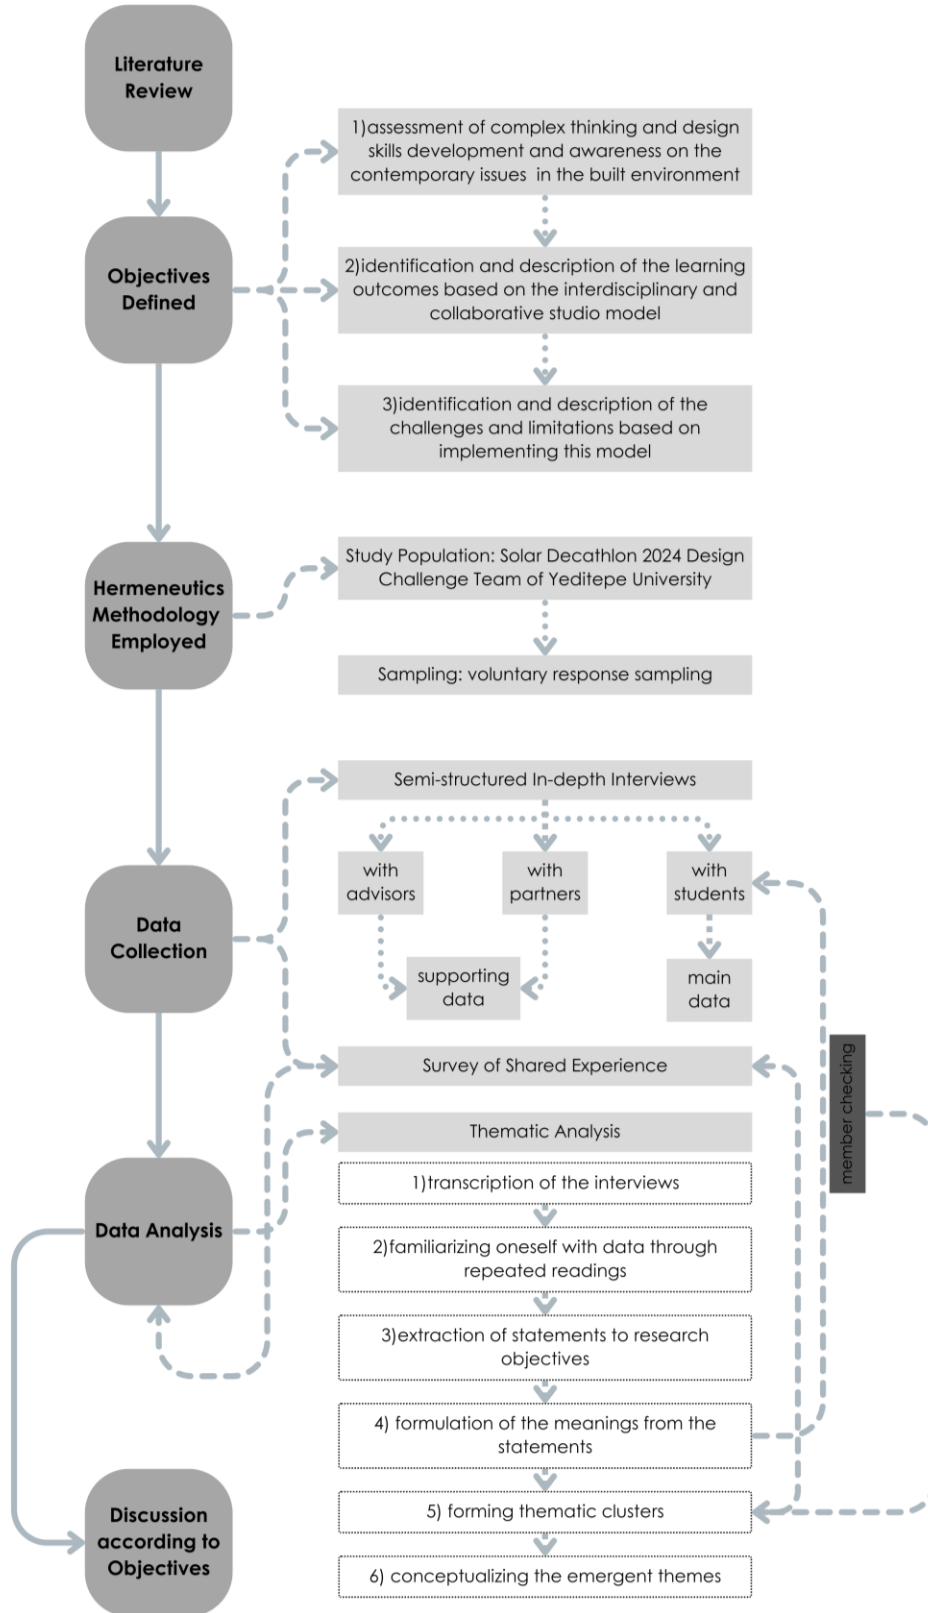 Literature
Review
1)assessment of complex thinking and design
skills development and awareness on the
contemporary issues in the built environment
Objectives
Defined
2)identification and description of the learning
outcomes based on the interdisciplinary and
collaborative studio model
3)identification and description of the
challenges and limitations based on
implementing this model
Hermeneutics
Methodology
Employed
Study Population: Solar Decathlon 2024 Design
Challenge Team of Yeditepe University
Sampling: voluntary response sampling
Data
Collection
Semi-structured In-depth Interviews
with
advisors
with
partners
with
students
supporting
data
main
data
Survey of Shared Experience
member checking
Data Analysis
Thematic Analysis
1)transcription of the interviews
2)familiarizing oneself with data through
repeated readings
3)extraction of statements to research
objectives
4) formulation of the meanings from the
statements
5) forming thematic clusters
6) conceptualizing the emergent themes
Discussion
according to
Objectives